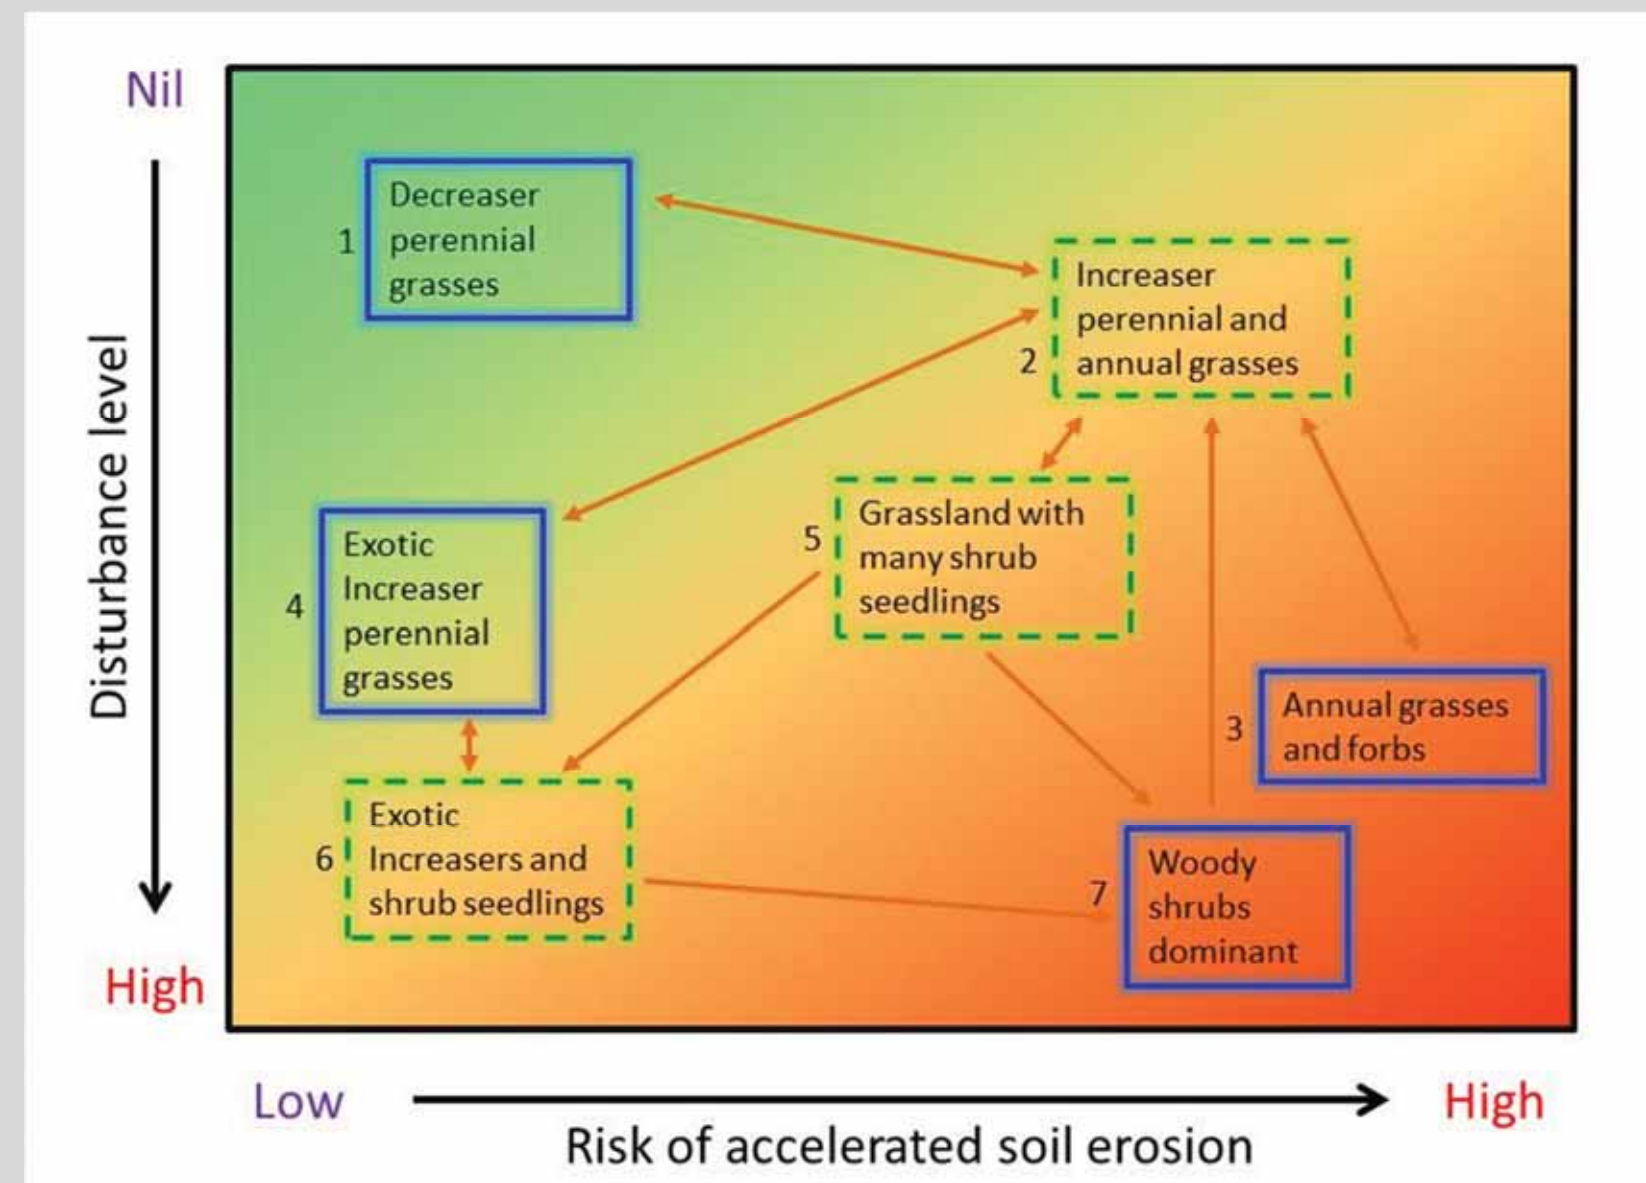 Nil
Decreaser
perennial
grasses
1
Increaser
perennial and
annual grasses
2
Disturbance level
Exotic
Increaser
perennial
grasses
4
Grassland with
many shrub
seedlings
5
Annual grasses
and forbs
3
Exotic
Increasers and
shrub seedlings
6
Woody
shrubs
dominant
7
High
Low
High
Risk of accelerated soil erosion